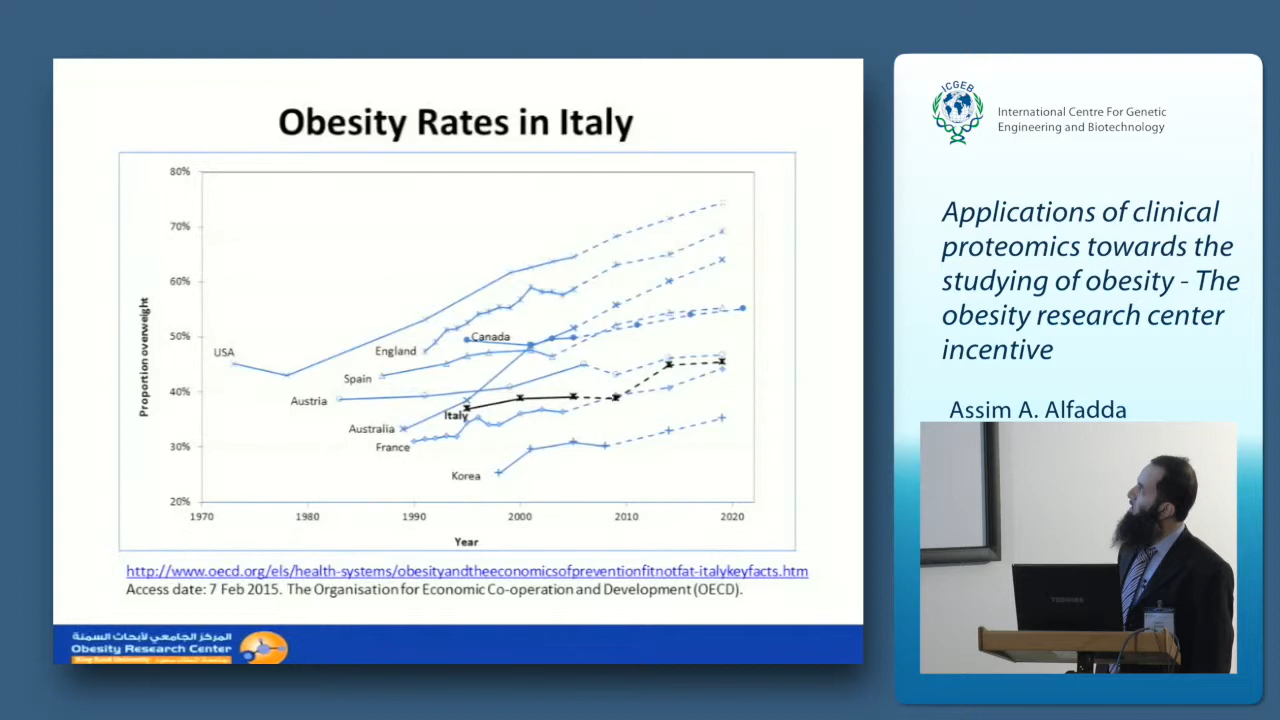 Obesity Rates in Italy
80%
70%
60%
50%
40%
30%
20%
Proportion overweight
USA
England
Canada
Spain
Austria
Italy
Australia
France
Korea
1970
1980
1990
2000
2010
2020
Year
http://www.oecd.org/els/health-systems/obesityandtheeconomicsofpreventionfitnotfat-italykeyfacts.htm
Access date: 7 Feb 2015. The Organisation for Economic Co-operation and Development (OECD).
المركز الجامعي لأبحاث السمنة
Obesity Research Center
King Saud University
ICGEB
International Centre For Genetic
Engineering and Biotechnology
Applications of clinical
proteomics towards the
studying of obesity - The
obesity research center
incentive
Assim A. Alfadda
TOSHIBA